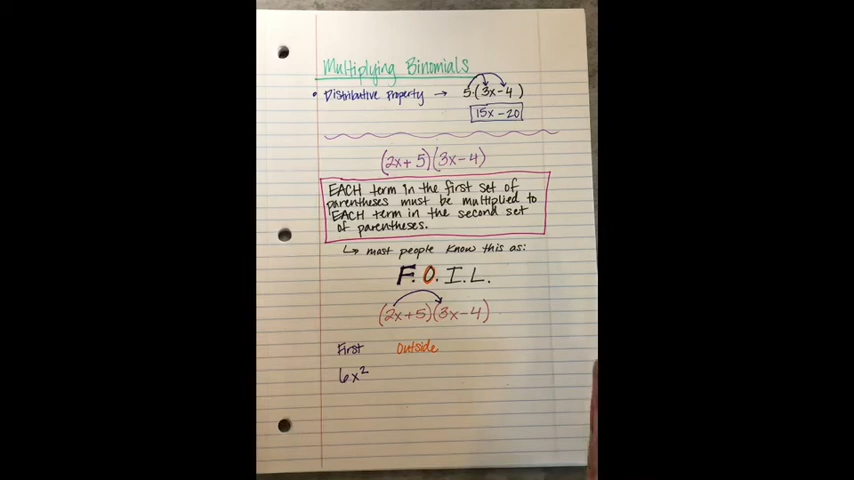 Multiplying Binomials
• Distributive Property → 5·(3x-4)
15x - 20
(2x+5)(3x-4)
EACH term in the first set of
parentheses must be multiplied to
EACH term in the second set
of parentheses.
↳ most people know this as:
F.O.I.L.
(2x+5)(3x-4)
First Outside
6x²